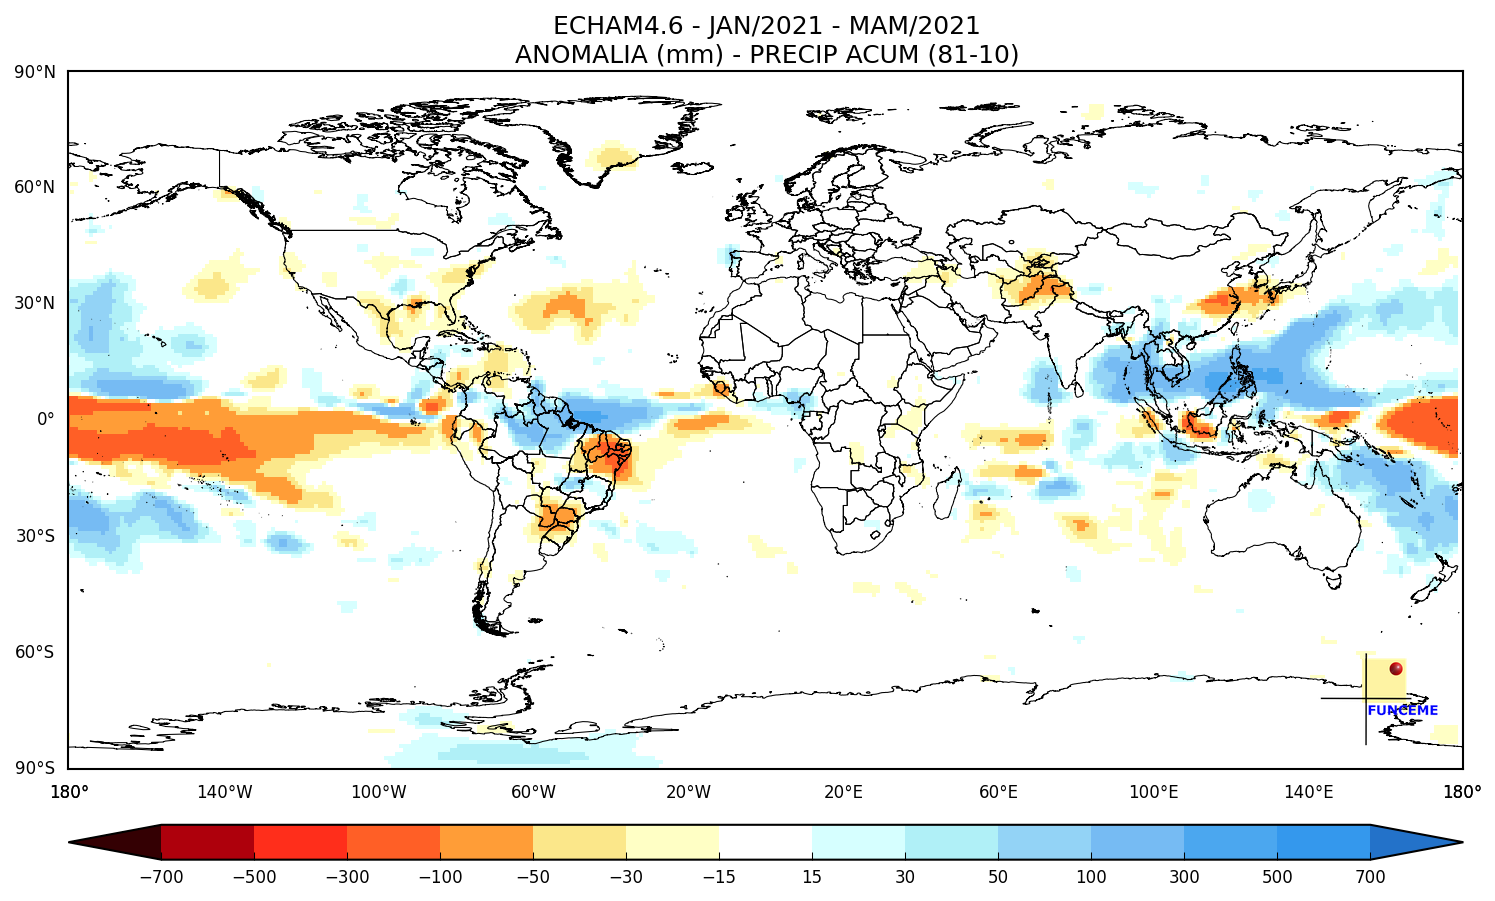 ECHAM4.6 - JAN/2021 - MAM/2021
ANOMALIA (mm) - PRECIP ACUM (81-10)
90°N
60°N
30°N
0°
30°S
60°S
90°S
FUNCEME
180° 140°W 100°W 60°W 20°W 20°E 60°E 100°E 140°E 180°
−700 −500 −300 −100 −50 −30 −15 15 30 50 100 300 500 700